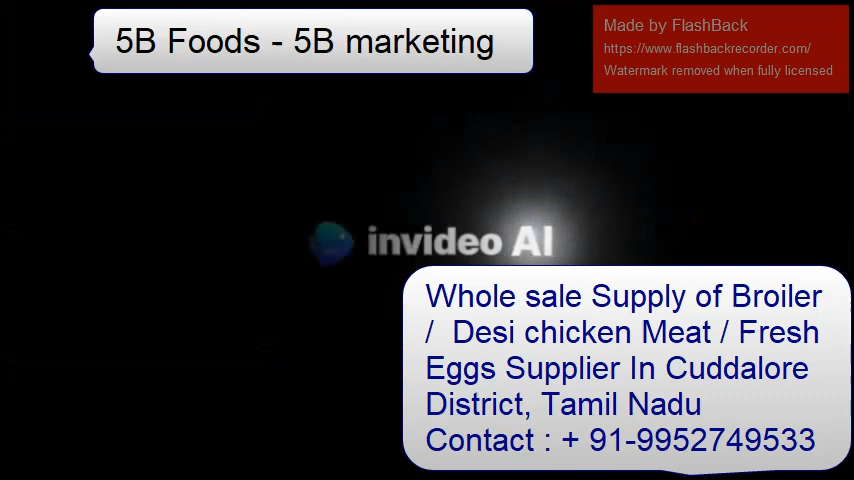 5B Foods - 5B marketing
Made by FlashBack
https://www.flashbackrecorder.com/
Watermark removed when fully licensed
invideo AI
Whole sale Supply of Broiler
/  Desi chicken Meat / Fresh
Eggs Supplier In Cuddalore
District, Tamil Nadu
Contact : + 91-9952749533